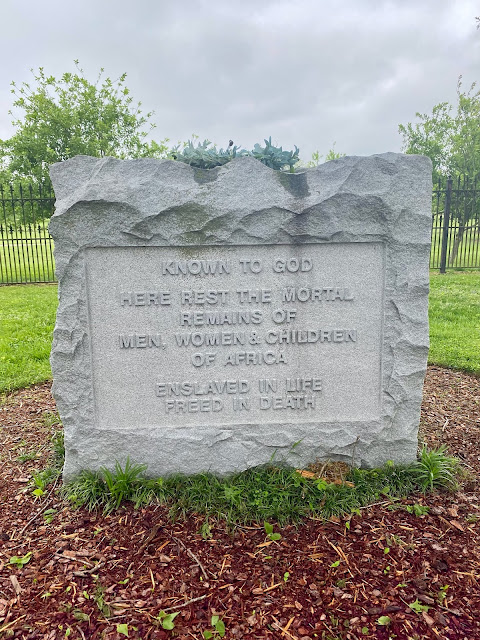 KNOWN TO GOD
HERE REST THE MORTAL
REMAINS OF
MEN, WOMEN & CHILDREN
OF AFRICA
ENSLAVED IN LIFE
FREED IN DEATH